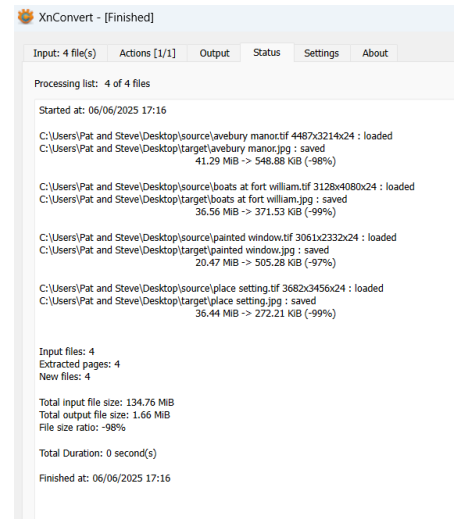 XnConvert - [Finished]
Input: 4 file(s) Actions [1/1] Output Status Settings About
Processing list: 4 of 4 files
Started at: 06/06/2025 17:16
C:\Users\Pat and Steve\Desktop\source\avebury manor.tif 4487x3214x24 : loaded
C:\Users\Pat and Steve\Desktop\target\avebury manor.jpg : saved
41.29 MiB -> 548.88 KiB (-98%)
C:\Users\Pat and Steve\Desktop\source\boats at fort william.tif 3128x4080x24 : loaded
C:\Users\Pat and Steve\Desktop\target\boats at fort william.jpg : saved
36.56 MiB -> 371.53 KiB (-99%)
C:\Users\Pat and Steve\Desktop\source\painted window.tif 3061x2332x24 : loaded
C:\Users\Pat and Steve\Desktop\target\painted window.jpg : saved
20.47 MiB -> 505.28 KiB (-97%)
C:\Users\Pat and Steve\Desktop\source\place setting.tif 3682x3456x24 : loaded
C:\Users\Pat and Steve\Desktop\target\place setting.jpg : saved
36.44 MiB -> 272.21 KiB (-99%)
Input files: 4
Extracted pages: 4
New files: 4
Total input file size: 134.76 MiB
Total output file size: 1.66 MiB
File size ratio: -98%
Total Duration: 0 second(s)
Finished at: 06/06/2025 17:16